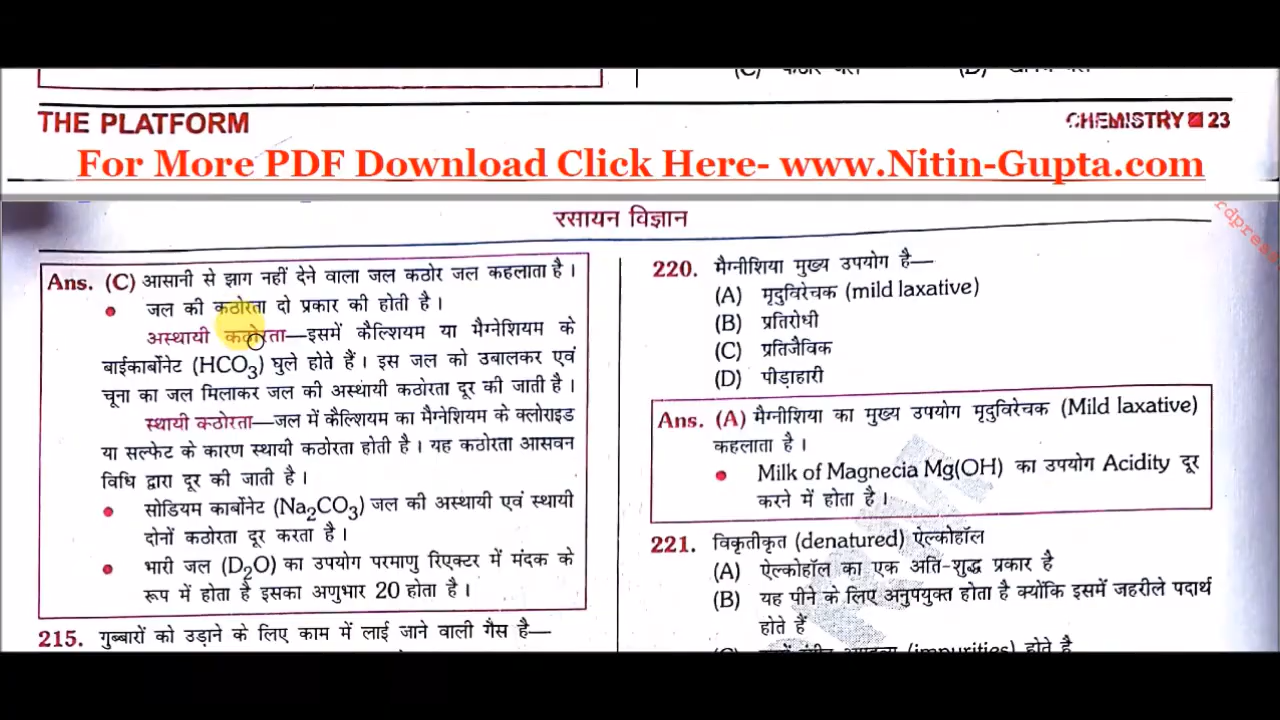 THE PLATFORM
CHEMISTRY 23
For More PDF Download Click Here- www.Nitin-Gupta.com
रसायन विज्ञान
Ans. (C) आसानी से झाग नहीं देने वाला जल कठोर जल कहलाता है।
जल की कठोरता दो प्रकार की होती है।
अस्थायी कठोरता—इसमें कैल्शियम या मैग्नेशियम के
बाईकार्बोनेट (HCO3) घुले होते हैं। इस जल को उबालकर एवं
चूना का जल मिलाकर जल की अस्थायी कठोरता दूर की जाती है।
स्थायी कठोरता—जल में कैल्शियम का मैग्नेशियम के क्लोराइड
या सल्फेट के कारण स्थायी कठोरता होती है। यह कठोरता आसवन
विधि द्वारा दूर की जाती है।
● सोडियम कार्बोनेट (Na2CO3) जल की अस्थायी एवं स्थायी
दोनों कठोरता दूर करता है।
● भारी जल (D2O) का उपयोग परमाणु रिएक्टर में मंदक के
रूप में होता है इसका अणुभार 20 होता है।
215. गुब्बारों को उड़ाने के लिए काम में लाई जाने वाली गैस है—
220. मैग्नीशिया मुख्य उपयोग है—
(A) मृदुविरेचक (mild laxative)
(B) प्रतिरोधी
(C) प्रतिजैविक
(D) पीड़ाहारी
Ans. (A) मैग्नीशिया का मुख्य उपयोग मृदुविरेचक (Mild laxative)
कहलाता है।
● Milk of Magnecia Mg(OH) का उपयोग Acidity दूर
करने में होता है।
221. विकृतीकृत (denatured) ऐल्कोहॉल
(A) ऐल्कोहॉल का एक अति-शुद्ध प्रकार है
(B) यह पीने के लिए अनुपयुक्त होता है क्योंकि इसमें जहरीले पदार्थ
होते हैं
(impurities) होते है